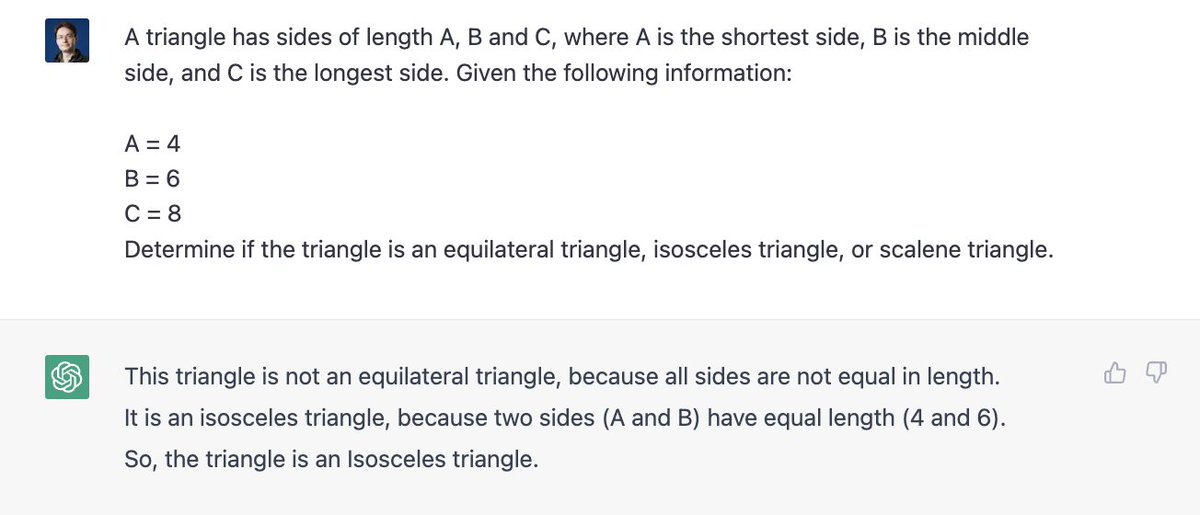 A triangle has sides of length A, B and C, where A is the shortest side, B is the middle
side, and C is the longest side. Given the following information:
A = 4
B = 6
C = 8
Determine if the triangle is an equilateral triangle, isosceles triangle, or scalene triangle.
This triangle is not an equilateral triangle, because all sides are not equal in length.
It is an isosceles triangle, because two sides (A and B) have equal length (4 and 6).
So, the triangle is an Isosceles triangle.